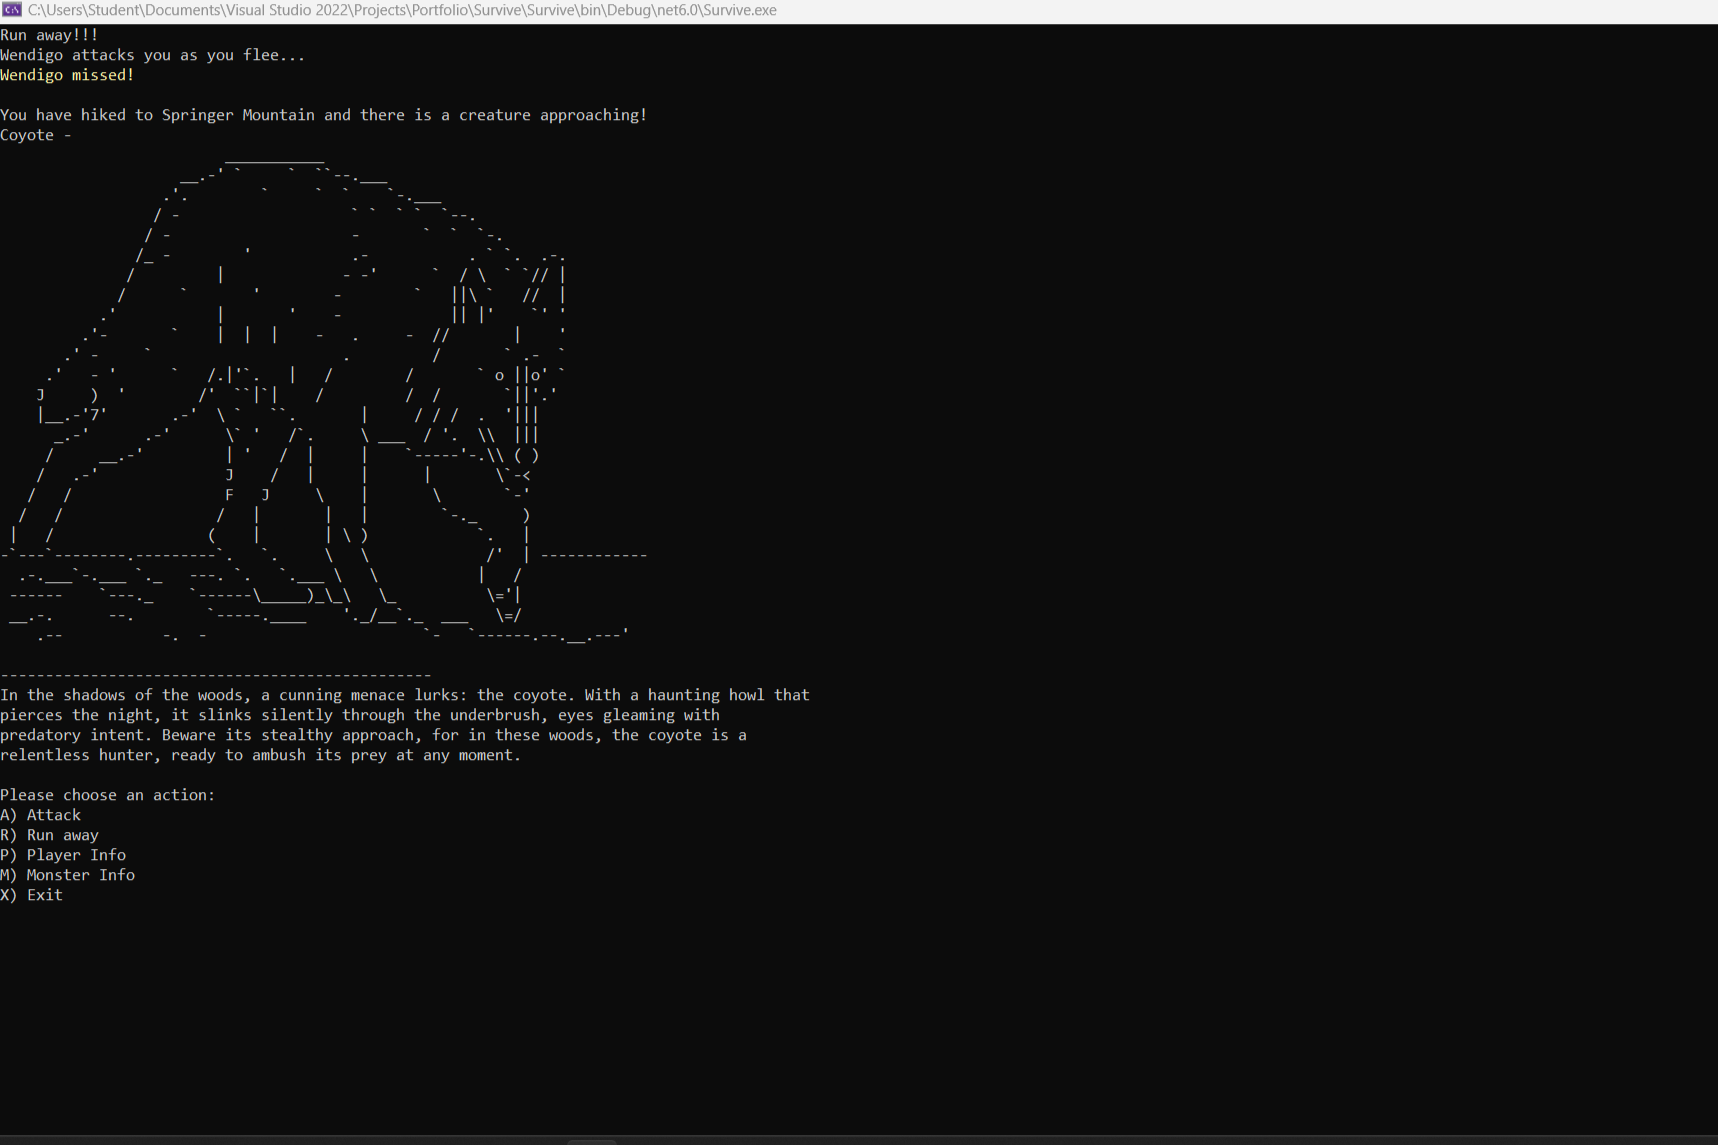 C:\Users\Student\Documents\Visual Studio 2022\Projects\Portfolio\Survive\Survive\bin\Debug\net6.0\Survive.exe
Run away!!!
Wendigo attacks you as you flee...
Wendigo missed!
You have hiked to Springer Mountain and there is a creature approaching!
Coyote -
-----------------------------------------------
In the shadows of the woods, a cunning menace lurks: the coyote. With a haunting howl that
pierces the night, it slinks silently through the underbrush, eyes gleaming with
predatory intent. Beware its stealthy approach, for in these woods, the coyote is a
relentless hunter, ready to ambush its prey at any moment.
Please choose an action:
A) Attack
R) Run away
P) Player Info
M) Monster Info
X) Exit